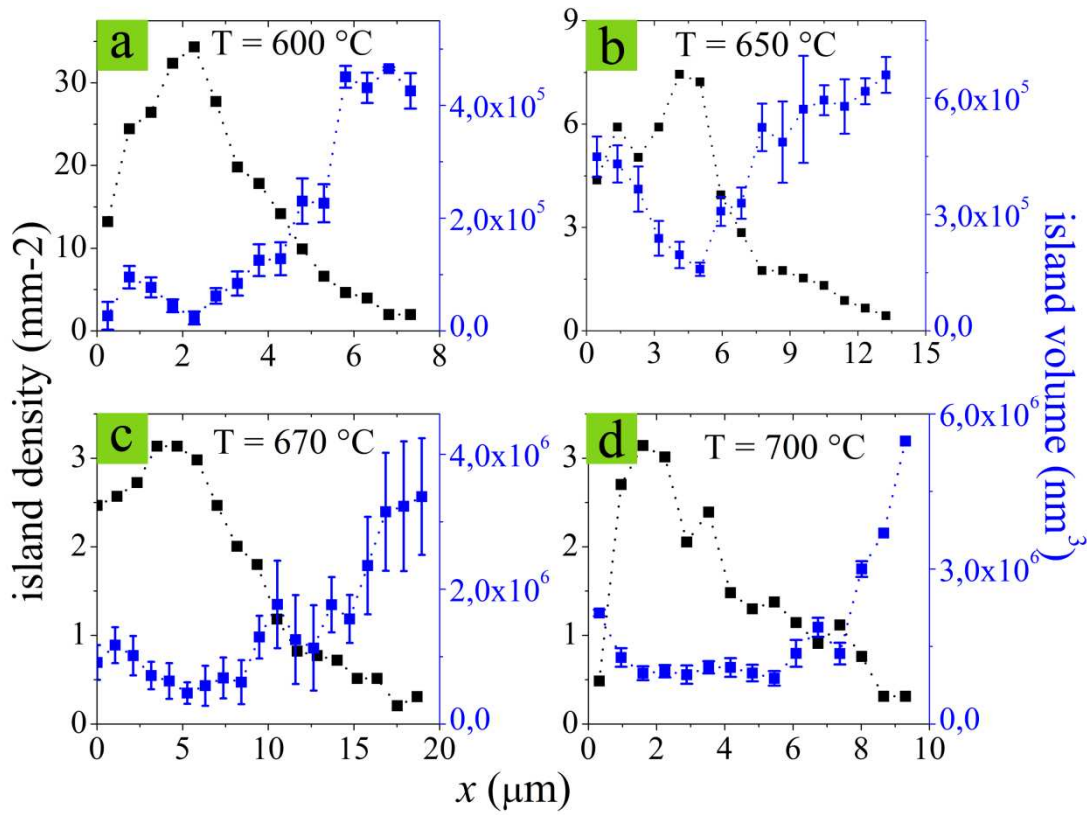 a
T = 600 °C
30
20
10
0
0 2 4 6 8
4,0x10⁵
2,0x10⁵
0,0
b
T = 650 °C
9
6
3
0
0 3 6 9 12 15
6,0x10⁵
3,0x10⁵
0,0
c
T = 670 °C
3
2
1
0
0 5 10 15 20
4,0x10⁶
2,0x10⁶
0,0
d
T = 700 °C
3
2
1
0
0 2 4 6 8 10
6,0x10⁶
3,0x10⁶
0,0
island density (mm-2)
island volume (nm³)
x (μm)